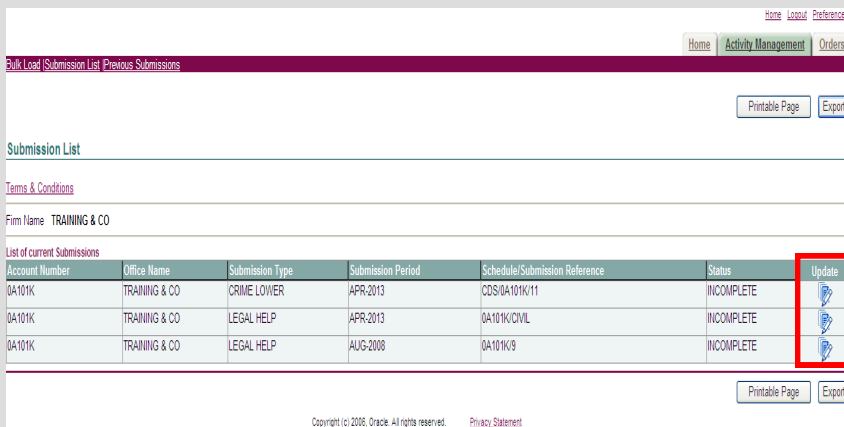 Home Logout Preference
Home Activity Management Orders
Bulk Load |Submission List |Previous Submissions
Printable Page Export
Submission List
Terms & Conditions
Firm Name TRAINING & CO
List of current Submissions
Account Number Office Name Submission Type Submission Period Schedule/Submission Reference Status Update
0A101K TRAINING & CO CRIME LOWER APR-2013 CDS/0A101K/11 INCOMPLETE
0A101K TRAINING & CO LEGAL HELP APR-2013 0A101K/CIVIL INCOMPLETE
0A101K TRAINING & CO LEGAL HELP AUG-2008 0A101K/9 INCOMPLETE
Printable Page Export
Copyright (c) 2006, Oracle. All rights reserved. Privacy Statement